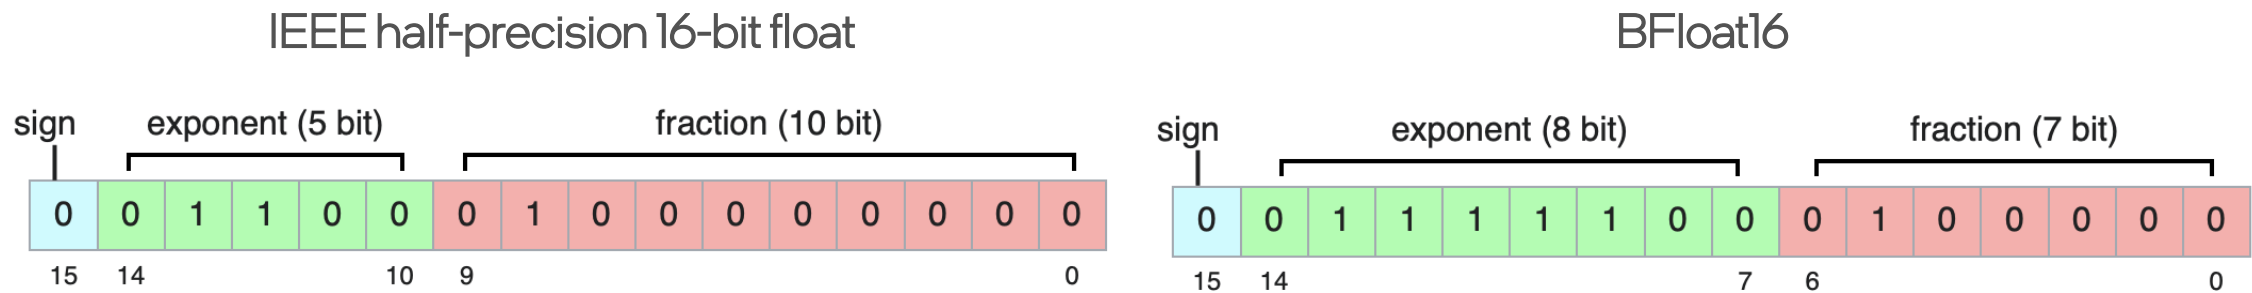 IEEE half-precision 16-bit float
sign exponent (5 bit) fraction (10 bit)
0 0 1 1 0 0 0 1 0 0 0 0 0 0 0 0
15 14 10 9 0
BFloat16
sign exponent (8 bit) fraction (7 bit)
0 0 1 1 1 1 1 0 0 0 1 0 0 0 0 0
15 14 7 6 0